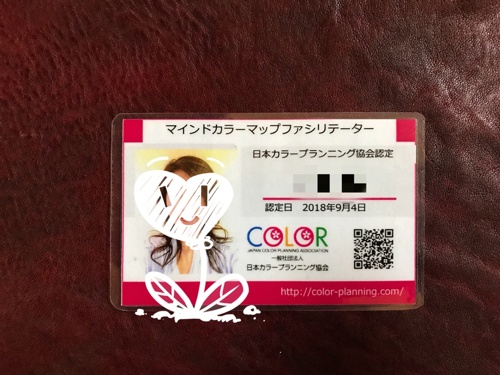 マインドカラーマップファシリテーター
日本カラープランニング協会認定
認定日 2018年9月4日
COLOR
JAPAN COLOR PLANNING ASSOCIATION
一般社団法人
日本カラープランニング協会
http://color-planning.com/